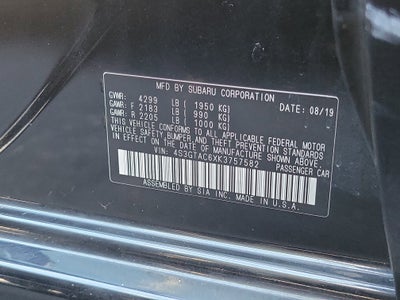 MFD BY SUBARU CORPORATION
GVWR: 4299 LB ( 1950 KG) DATE: 08/19
GAWR: F 2183 LB ( 990 KG)
GAWR: R 2205 LB ( 1000 KG)
THIS VEHICLE CONFORMS TO ALL APPLICABLE FEDERAL MOTOR
VEHICLE SAFETY, BUMPER, AND THEFT PREVENTION STANDARDS
IN EFFECT ON THE DATE OF MANUFACTURE SHOWN ABOVE.
4S3GTAC6XK3757582 PASSENGER CAR
ASSEMBLED BY SIA INC. MADE IN U.S.A.